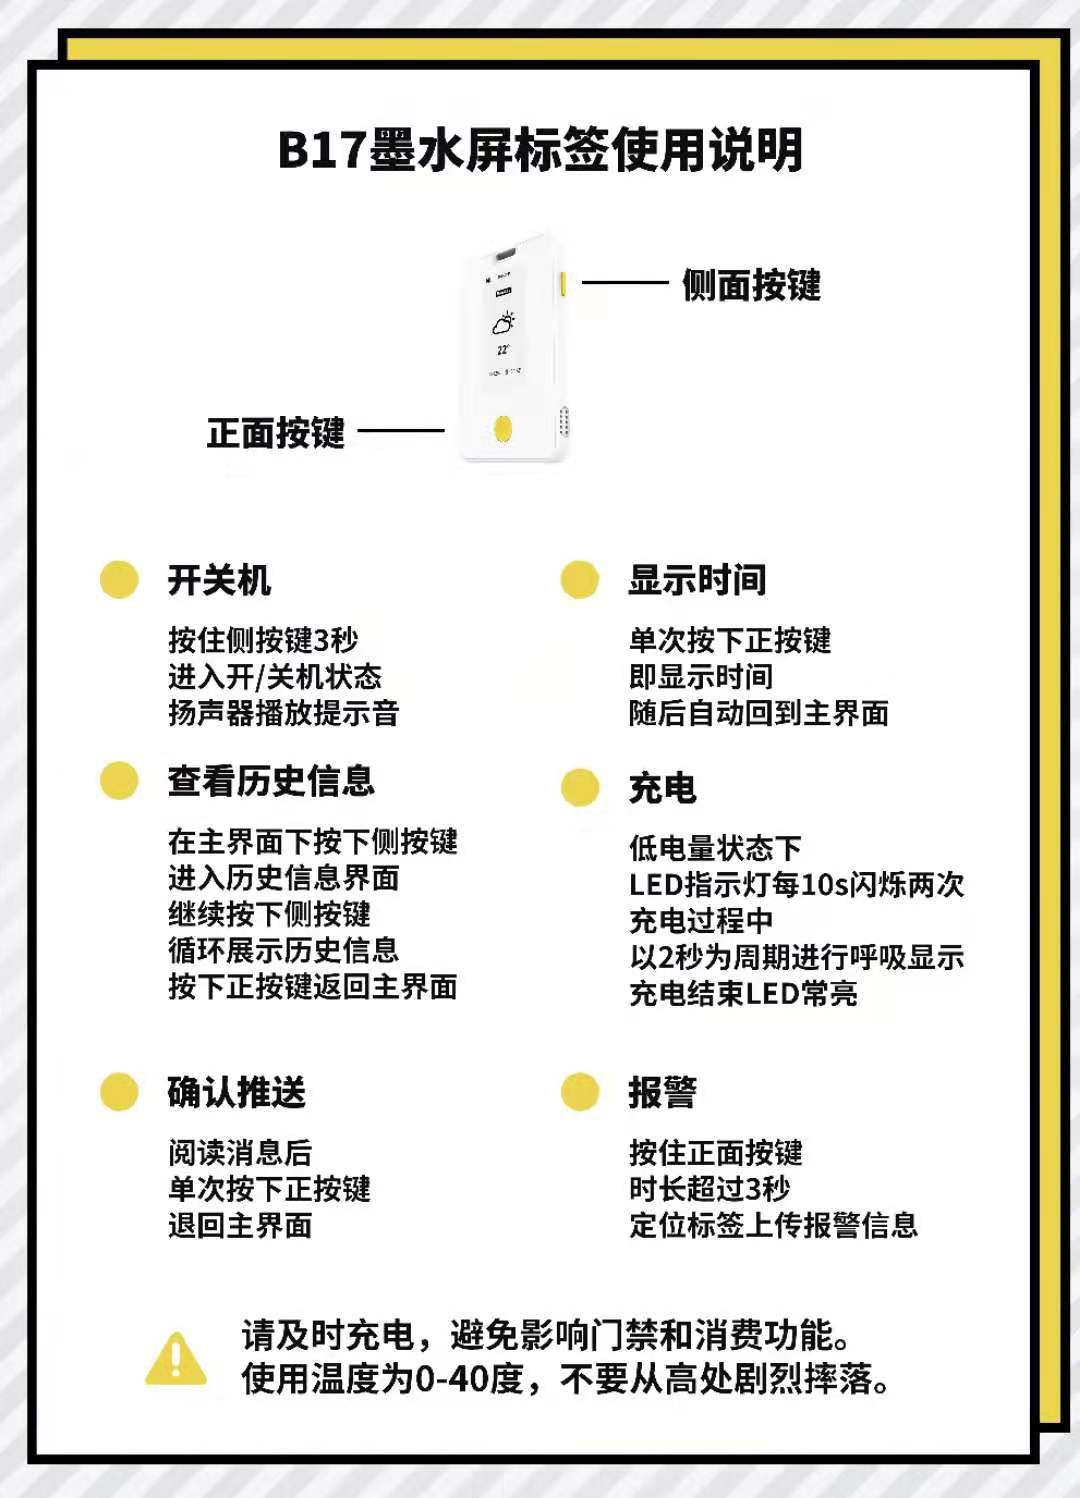 B17墨水屏标签使用说明
侧面按键
22°
正面按键
开关机
按住侧按键3秒
进入开/关机状态
扬声器播放提示音
显示时间
单次按下正按键
即显示时间
随后自动回到主界面
查看历史信息
在主界面下按下侧按键
进入历史信息界面
继续按下侧按键
循环展示历史信息
按下正按键返回主界面
充电
低电量状态下
LED指示灯每10s闪烁两次
充电过程中
以2秒为周期进行呼吸显示
充电结束LED常亮
确认推送
阅读消息后
单次按下正按键
退回主界面
报警
按住正面按键
时长超过3秒
定位标签上传报警信息
请及时充电，避免影响门禁和消费功能。
使用温度为0-40度，不要从高处剧烈摔落。